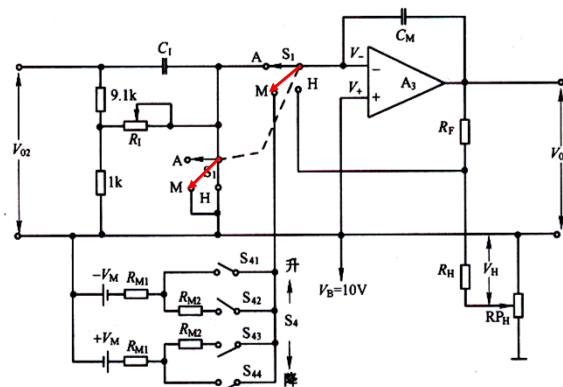 C_I
A
S_1
C_M
9.1k
M
H
V_-
V_+
−
+
A_3
R_I
R_F
V_02
A
S_1
M
H
1k
V_0
−V_M
R_M1
S_41
升
R_M2
S_42
S_4
V_B=10V
R_H
V_H
RP_H
+V_M
R_M1
R_M2
S_43
S_44
降